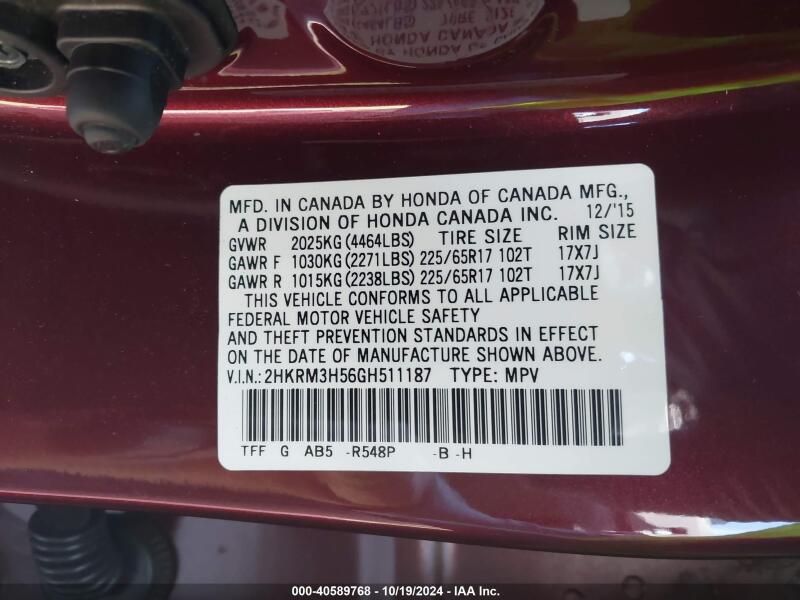 MFD. IN CANADA BY HONDA OF CANADA MFG.,
A DIVISION OF HONDA CANADA INC. 12/'15
GVWR 2025KG (4464LBS) TIRE SIZE RIM SIZE
GAWR F 1030KG (2271LBS) 225/65R17 102T 17X7J
GAWR R 1015KG (2238LBS) 225/65R17 102T 17X7J
THIS VEHICLE CONFORMS TO ALL APPLICABLE
FEDERAL MOTOR VEHICLE SAFETY
AND THEFT PREVENTION STANDARDS IN EFFECT
ON THE DATE OF MANUFACTURE SHOWN ABOVE.
V.I.N.: 2HKRM3H56GH511187 TYPE: MPV
TFF G AB5 -R548P -B -H
000-40589768 - 10/19/2024 - IAA Inc.